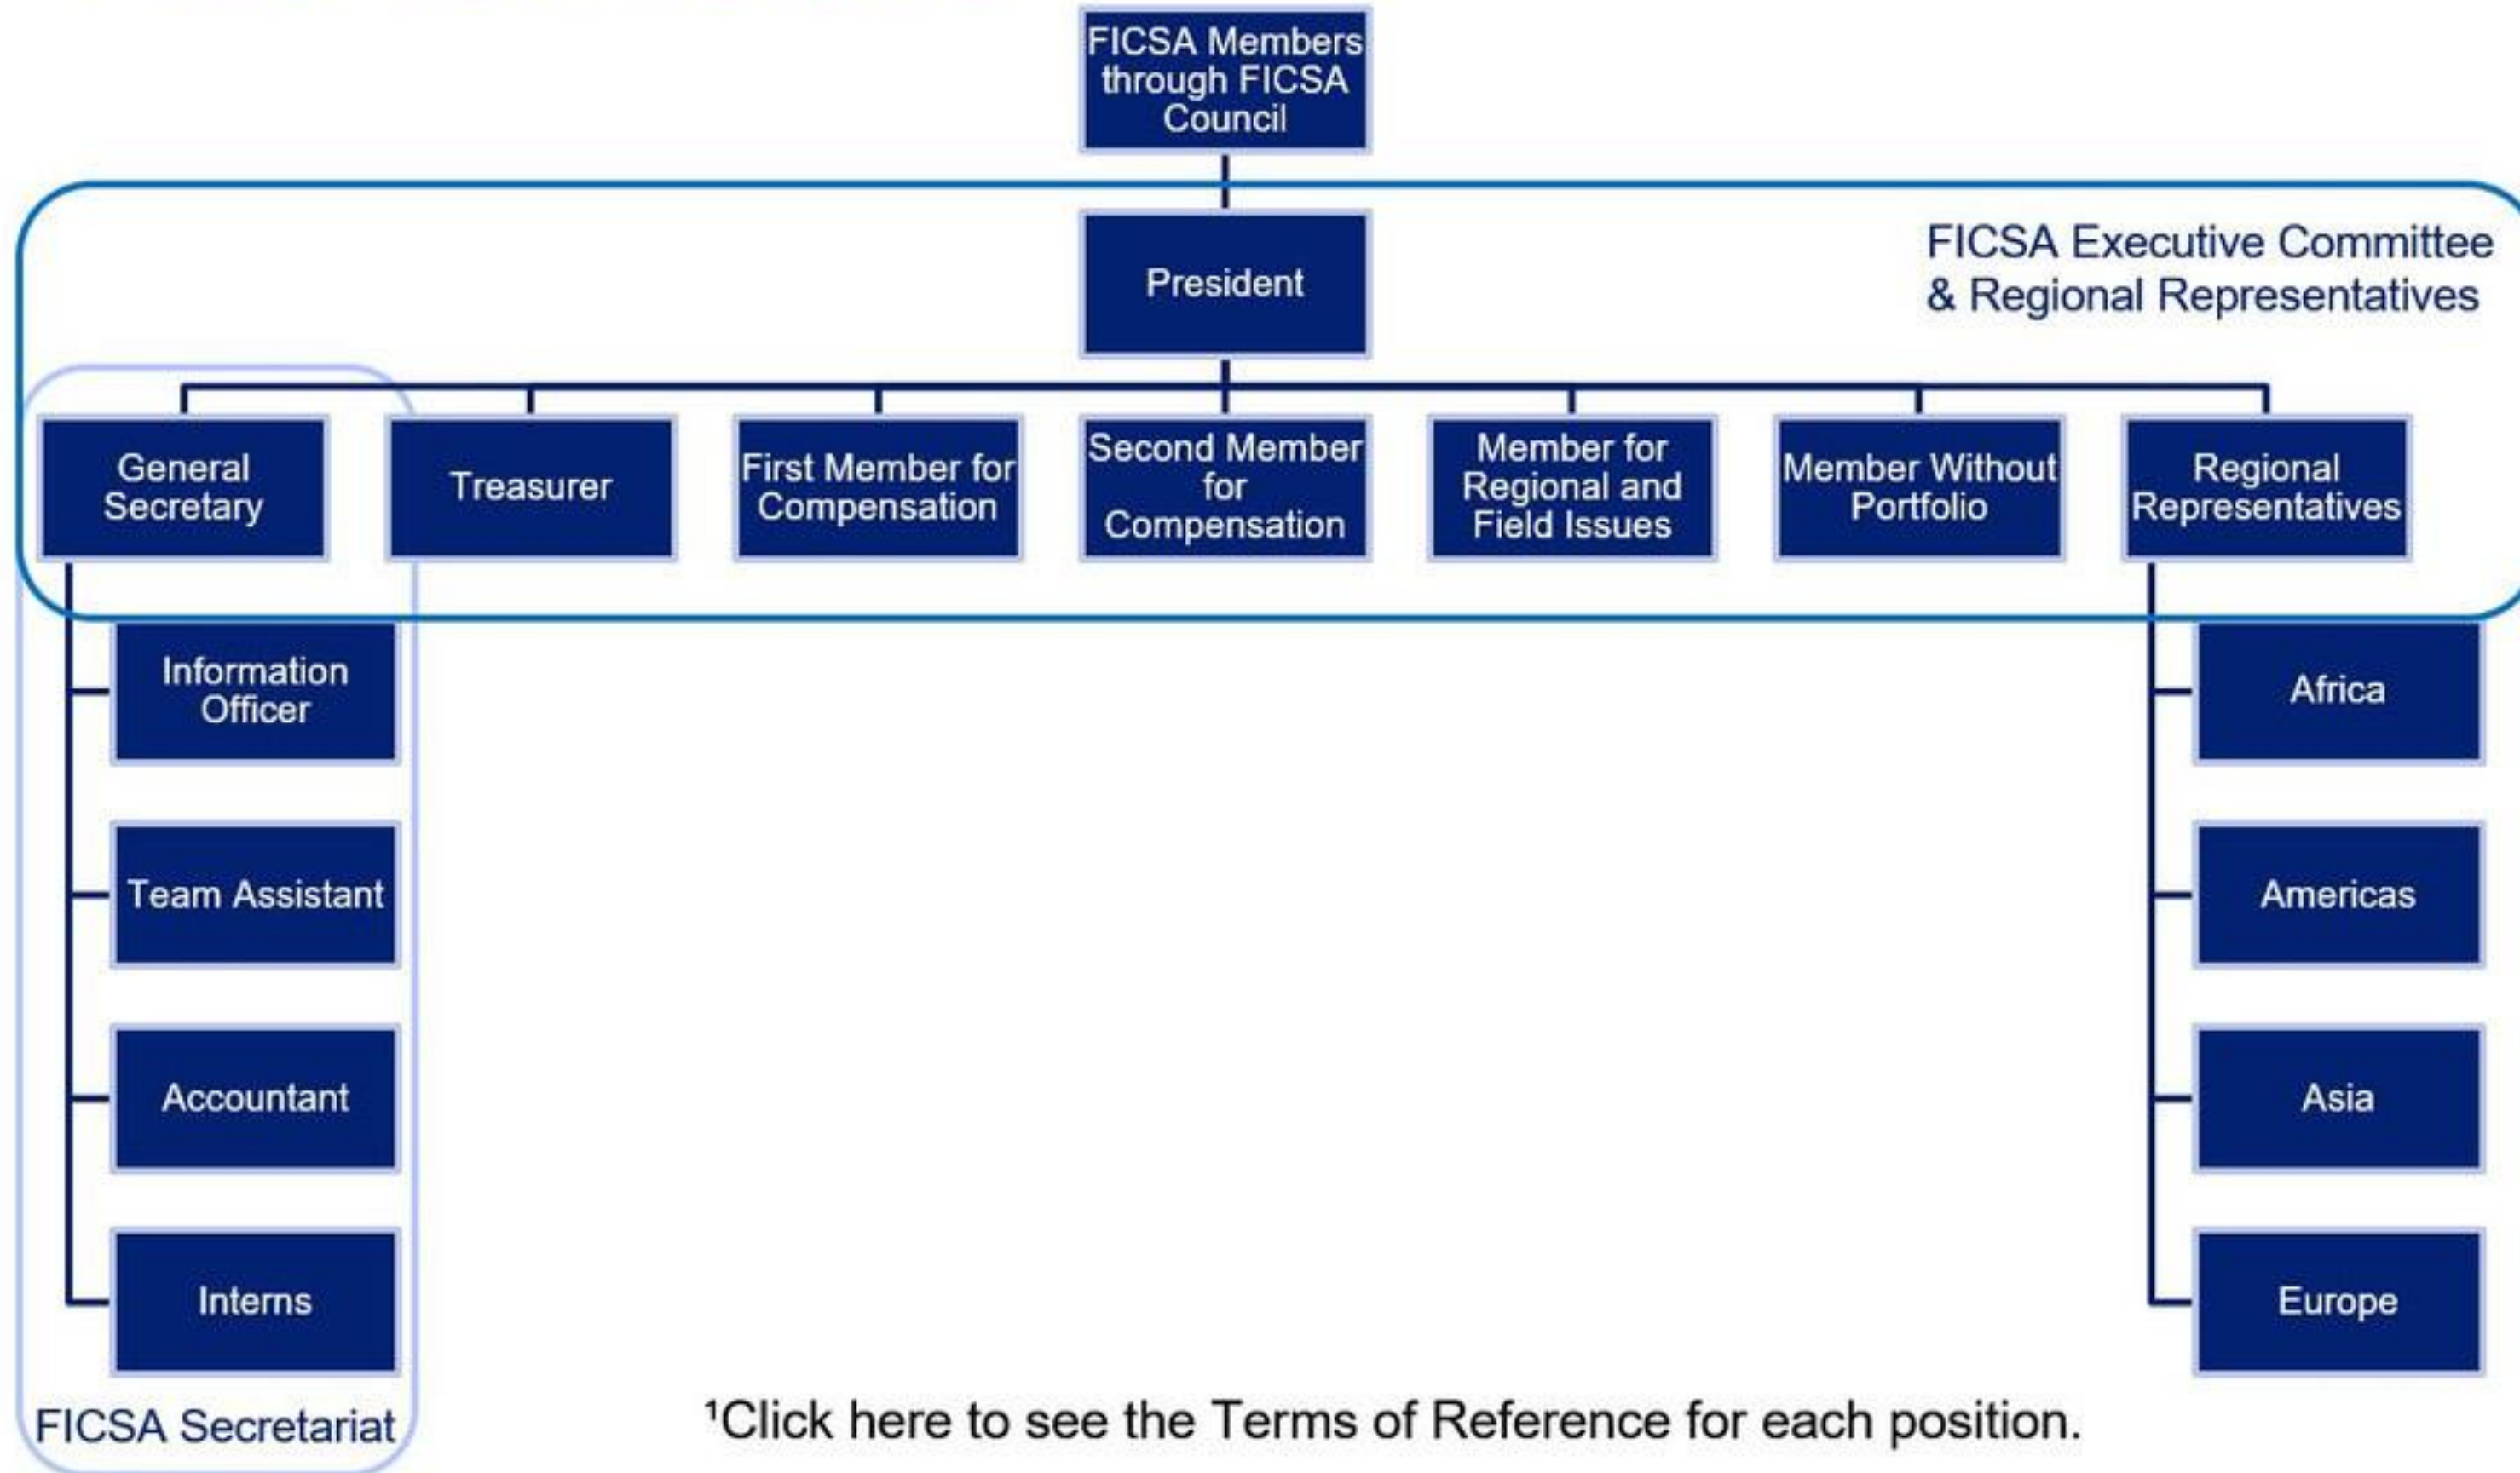 FICSA Members
through FICSA
Council
President
FICSA Executive Committee
& Regional Representatives
General
Secretary
Treasurer
First Member for
Compensation
Second Member
for
Compensation
Member for
Regional and
Field Issues
Member Without
Portfolio
Regional
Representatives
Information
Officer
Team Assistant
Accountant
Interns
FICSA Secretariat
Africa
Americas
Asia
Europe
¹Click here to see the Terms of Reference for each position.